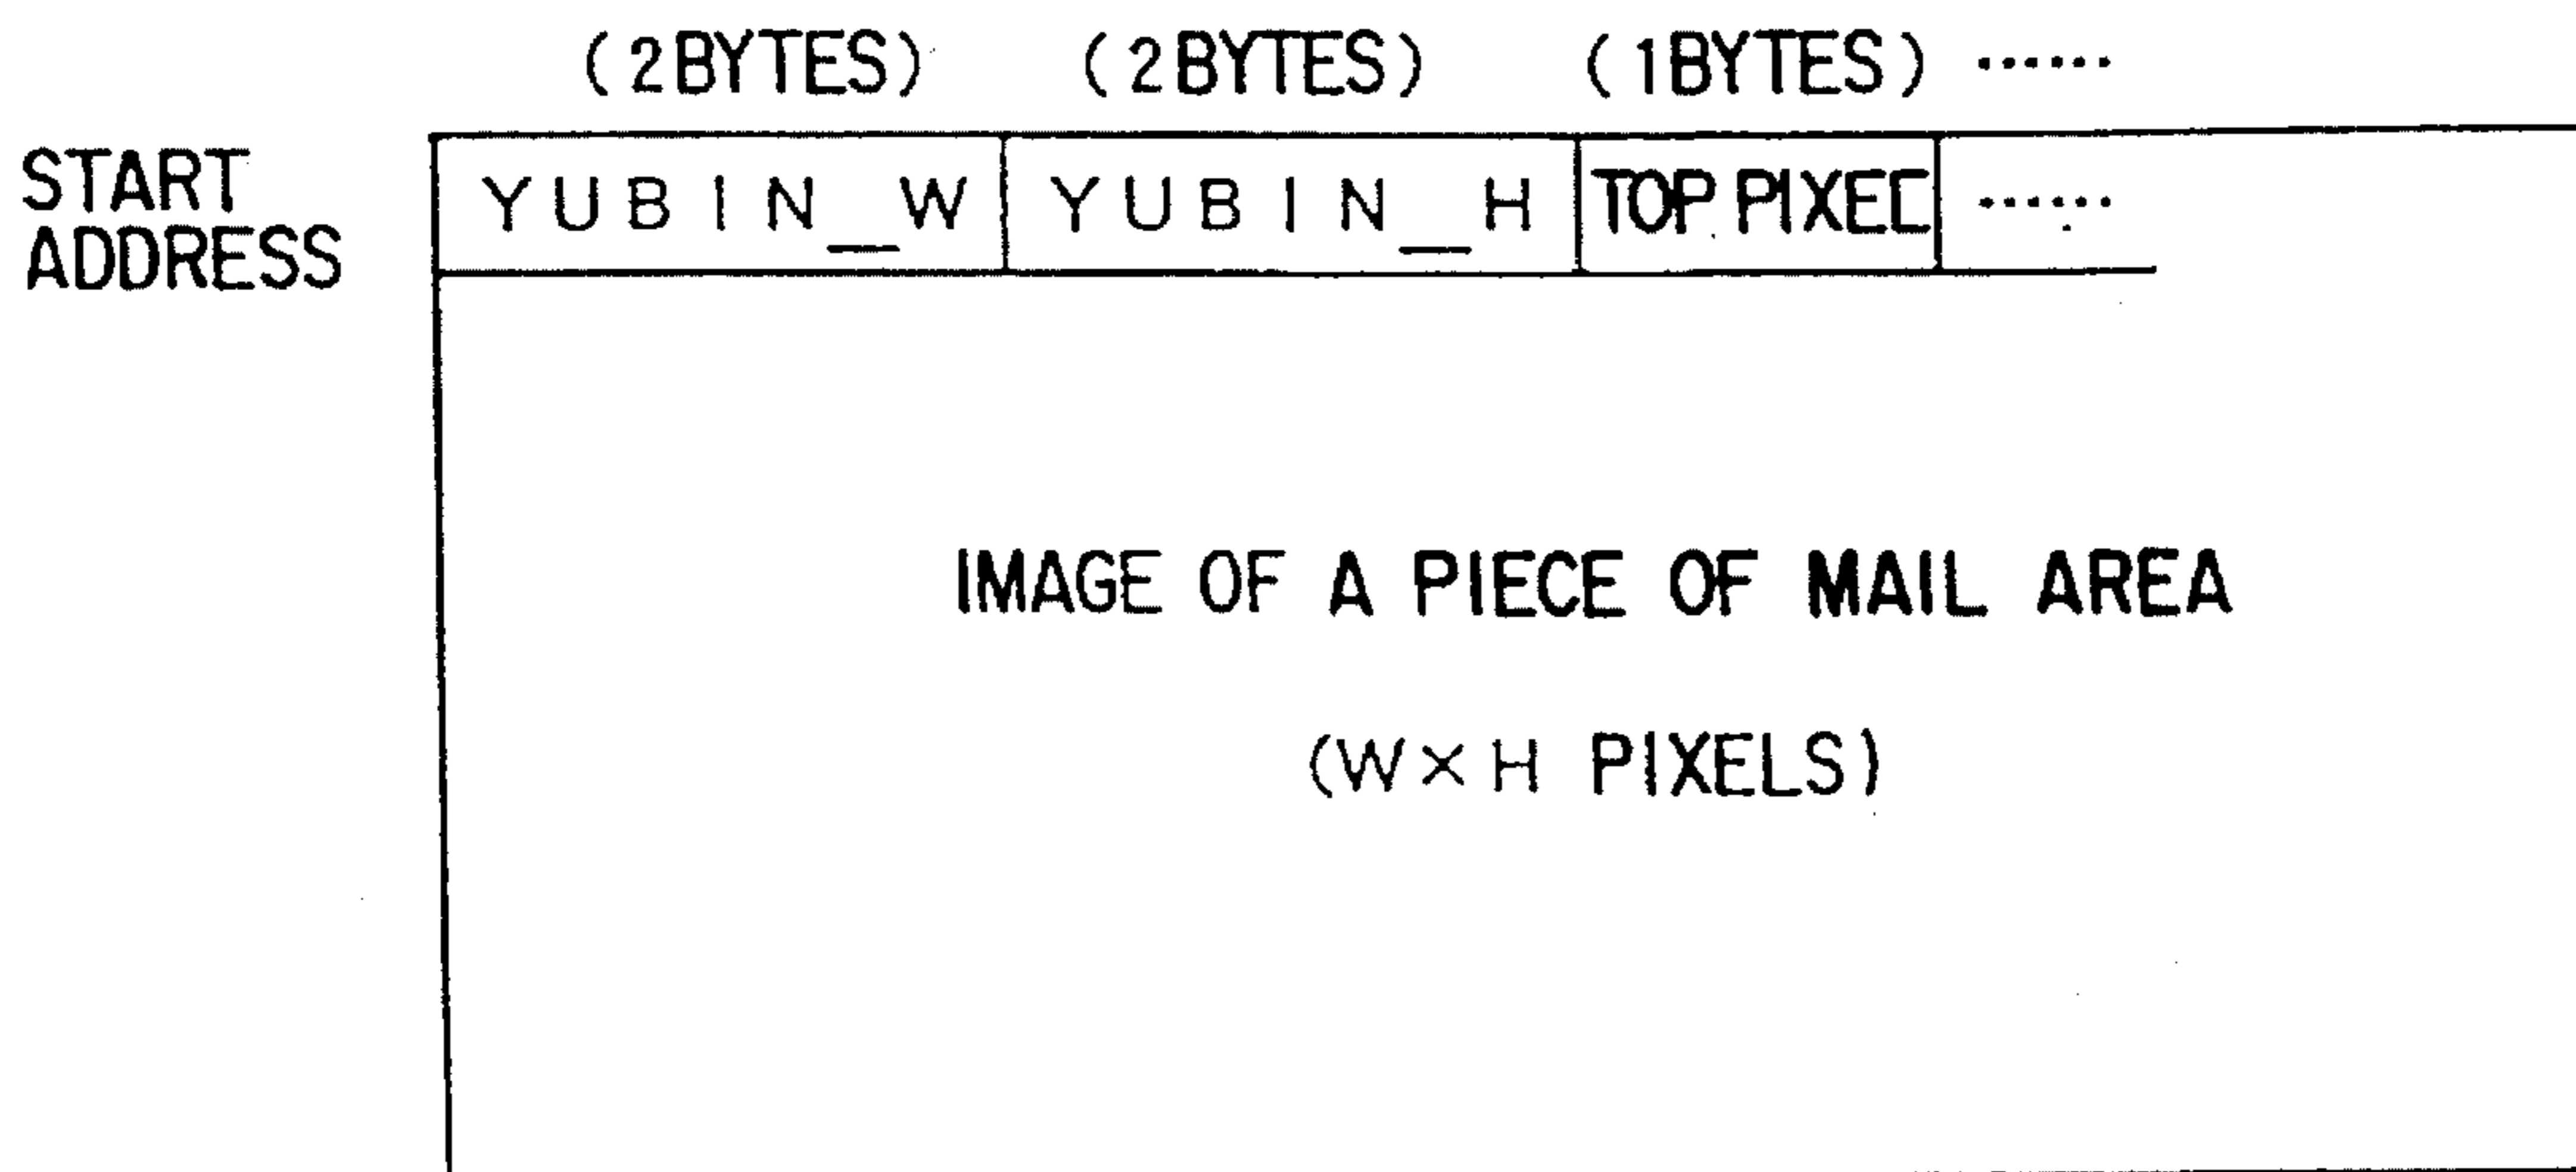 (2BYTES) (2BYTES) (1BYTES) ······
START ADDRESS
YUBIN_W YUBIN_H TOP PIXEL ······
IMAGE OF A PIECE OF MAIL AREA
(W×H PIXELS)